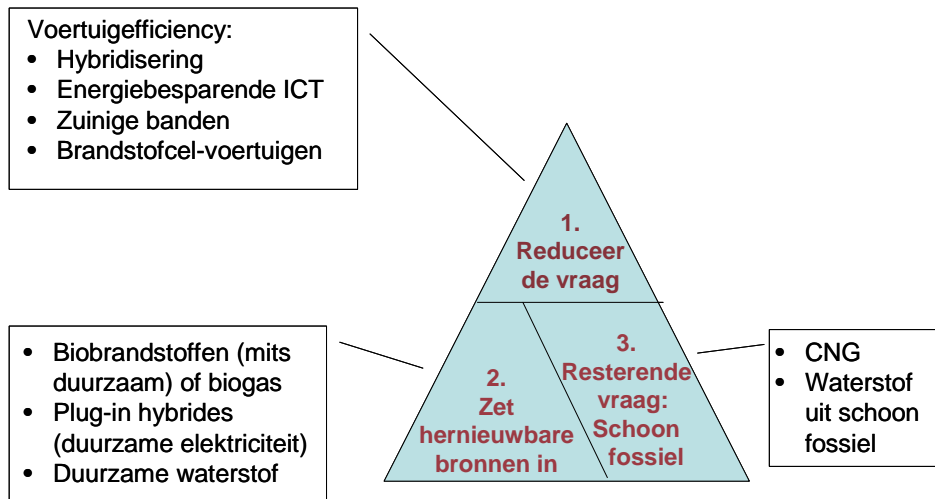 Voertuigefficiency:
• Hybridisering
• Energiebesparende ICT
• Zuinige banden
• Brandstofcel-voertuigen
1.
Reduceer
de vraag
• Biobrandstoffen (mits
duurzaam) of biogas
• Plug-in hybrides
(duurzame elektriciteit)
• Duurzame waterstof
2.
Zet
hernieuwbare
bronnen in
3.
Resterende
vraag:
Schoon
fossiel
• CNG
• Waterstof
uit schoon
fossiel